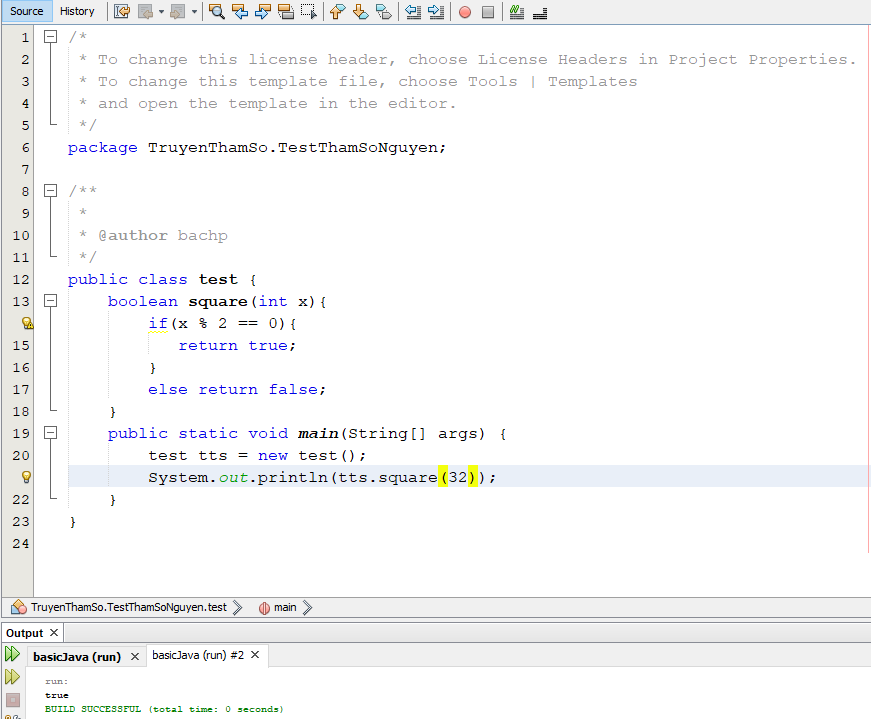 Source History
1 /*
2 * To change this license header, choose License Headers in Project Properties.
3 * To change this template file, choose Tools | Templates
4 * and open the template in the editor.
5 */
6 package TruyenThamSo.TestThamSoNguyen;
7
8 /**
9 *
10 * @author bachp
11 */
12 public class test {
13 boolean square(int x){
if(x % 2 == 0){
15 return true;
16 }
17 else return false;
18 }
19 public static void main(String[] args) {
20 test tts = new test();
System.out.println(tts.square(32));
22 }
23 }
24
TruyenThamSo.TestThamSoNguyen.test main
Output
basicJava (run) basicJava (run) #2
run:
true
BUILD SUCCESSFUL (total time: 0 seconds)